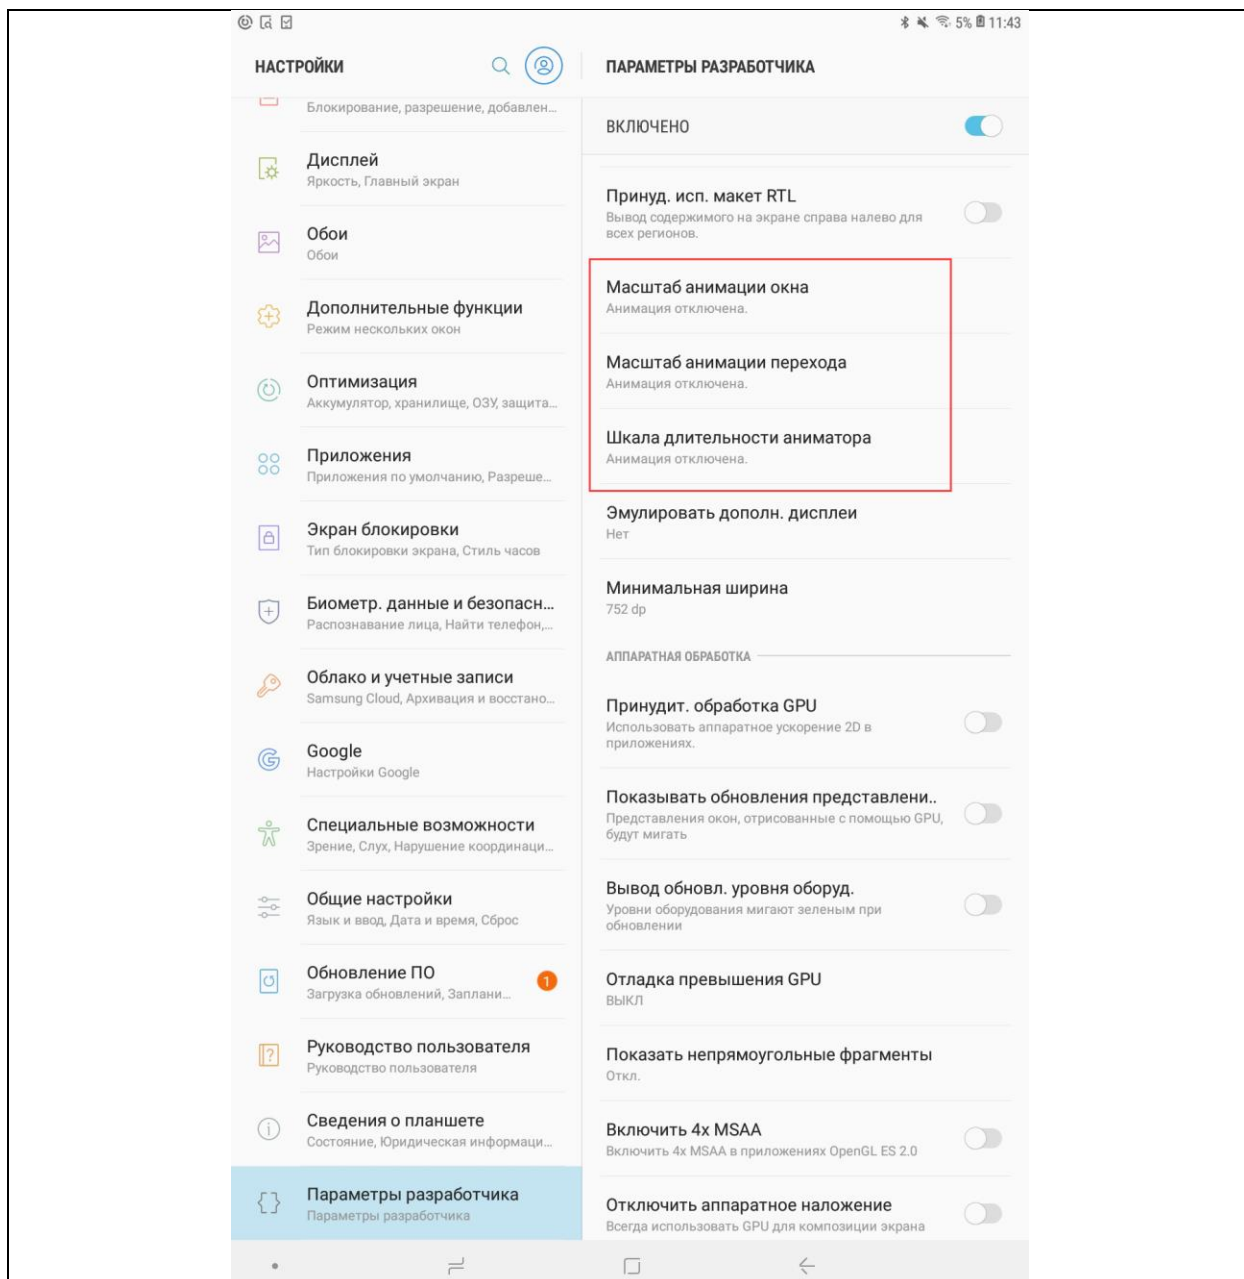 5% 11:43
НАСТРОЙКИ
Блокирование, разрешение, добавлен...
Дисплей
Яркость, Главный экран
Обои
Обои
Дополнительные функции
Режим нескольких окон
Оптимизация
Аккумулятор, хранилище, ОЗУ, защита...
Приложения
Приложения по умолчанию, Разреше...
Экран блокировки
Тип блокировки экрана, Стиль часов
Биометр. данные и безопасн...
Распознавание лица, Найти телефон,...
Облако и учетные записи
Samsung Cloud, Архивация и восстано...
Google
Настройки Google
Специальные возможности
Зрение, Слух, Нарушение координаци...
Общие настройки
Язык и ввод, Дата и время, Сброс
Обновление ПО
1
Загрузка обновлений, Заплани...
Руководство пользователя
Руководство пользователя
Сведения о планшете
Состояние, Юридическая информаци...
Параметры разработчика
Параметры разработчика
ПАРАМЕТРЫ РАЗРАБОТЧИКА
ВКЛЮЧЕНО
Принуд. исп. макет RTL
Вывод содержимого на экране справа налево для
всех регионов.
Масштаб анимации окна
Анимация отключена.
Масштаб анимации перехода
Анимация отключена.
Шкала длительности аниматора
Анимация отключена.
Эмулировать дополн. дисплеи
Нет
Минимальная ширина
752 dp
АППАРАТНАЯ ОБРАБОТКА
Принудит. обработка GPU
Использовать аппаратное ускорение 2D в
приложениях.
Показывать обновления представлени..
Представления окон, отрисованные с помощью GPU,
будут мигать
Вывод обновл. уровня оборуд.
Уровни оборудования мигают зеленым при
обновлении
Отладка превышения GPU
ВЫКЛ
Показать непрямоугольные фрагменты
Откл.
Включить 4x MSAA
Включить 4x MSAA в приложениях OpenGL ES 2.0
Отключить аппаратное наложение
Всегда использовать GPU для композиции экрана